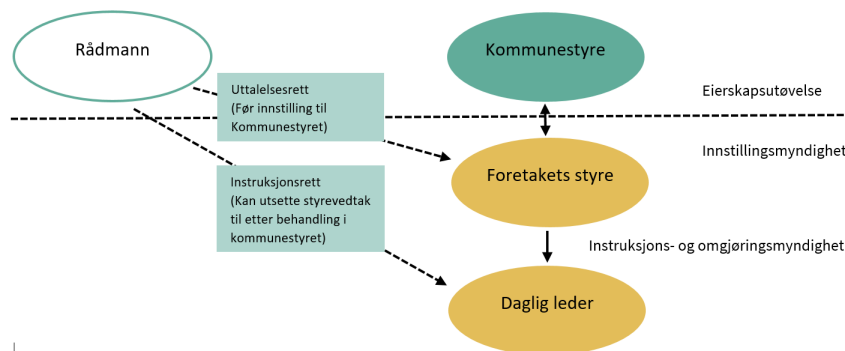 Rådmann
Kommunestyre
Uttalelsesrett
(Før innstilling til
Kommunestyret)
Eierskapsutøvelse
Innstillingsmyndighet
Foretakets styre
Instruksjonsrett
(Kan utsette styrevedtak
til etter behandling i
kommunestyret)
Instruksjons- og omgjøringsmyndighet
Daglig leder